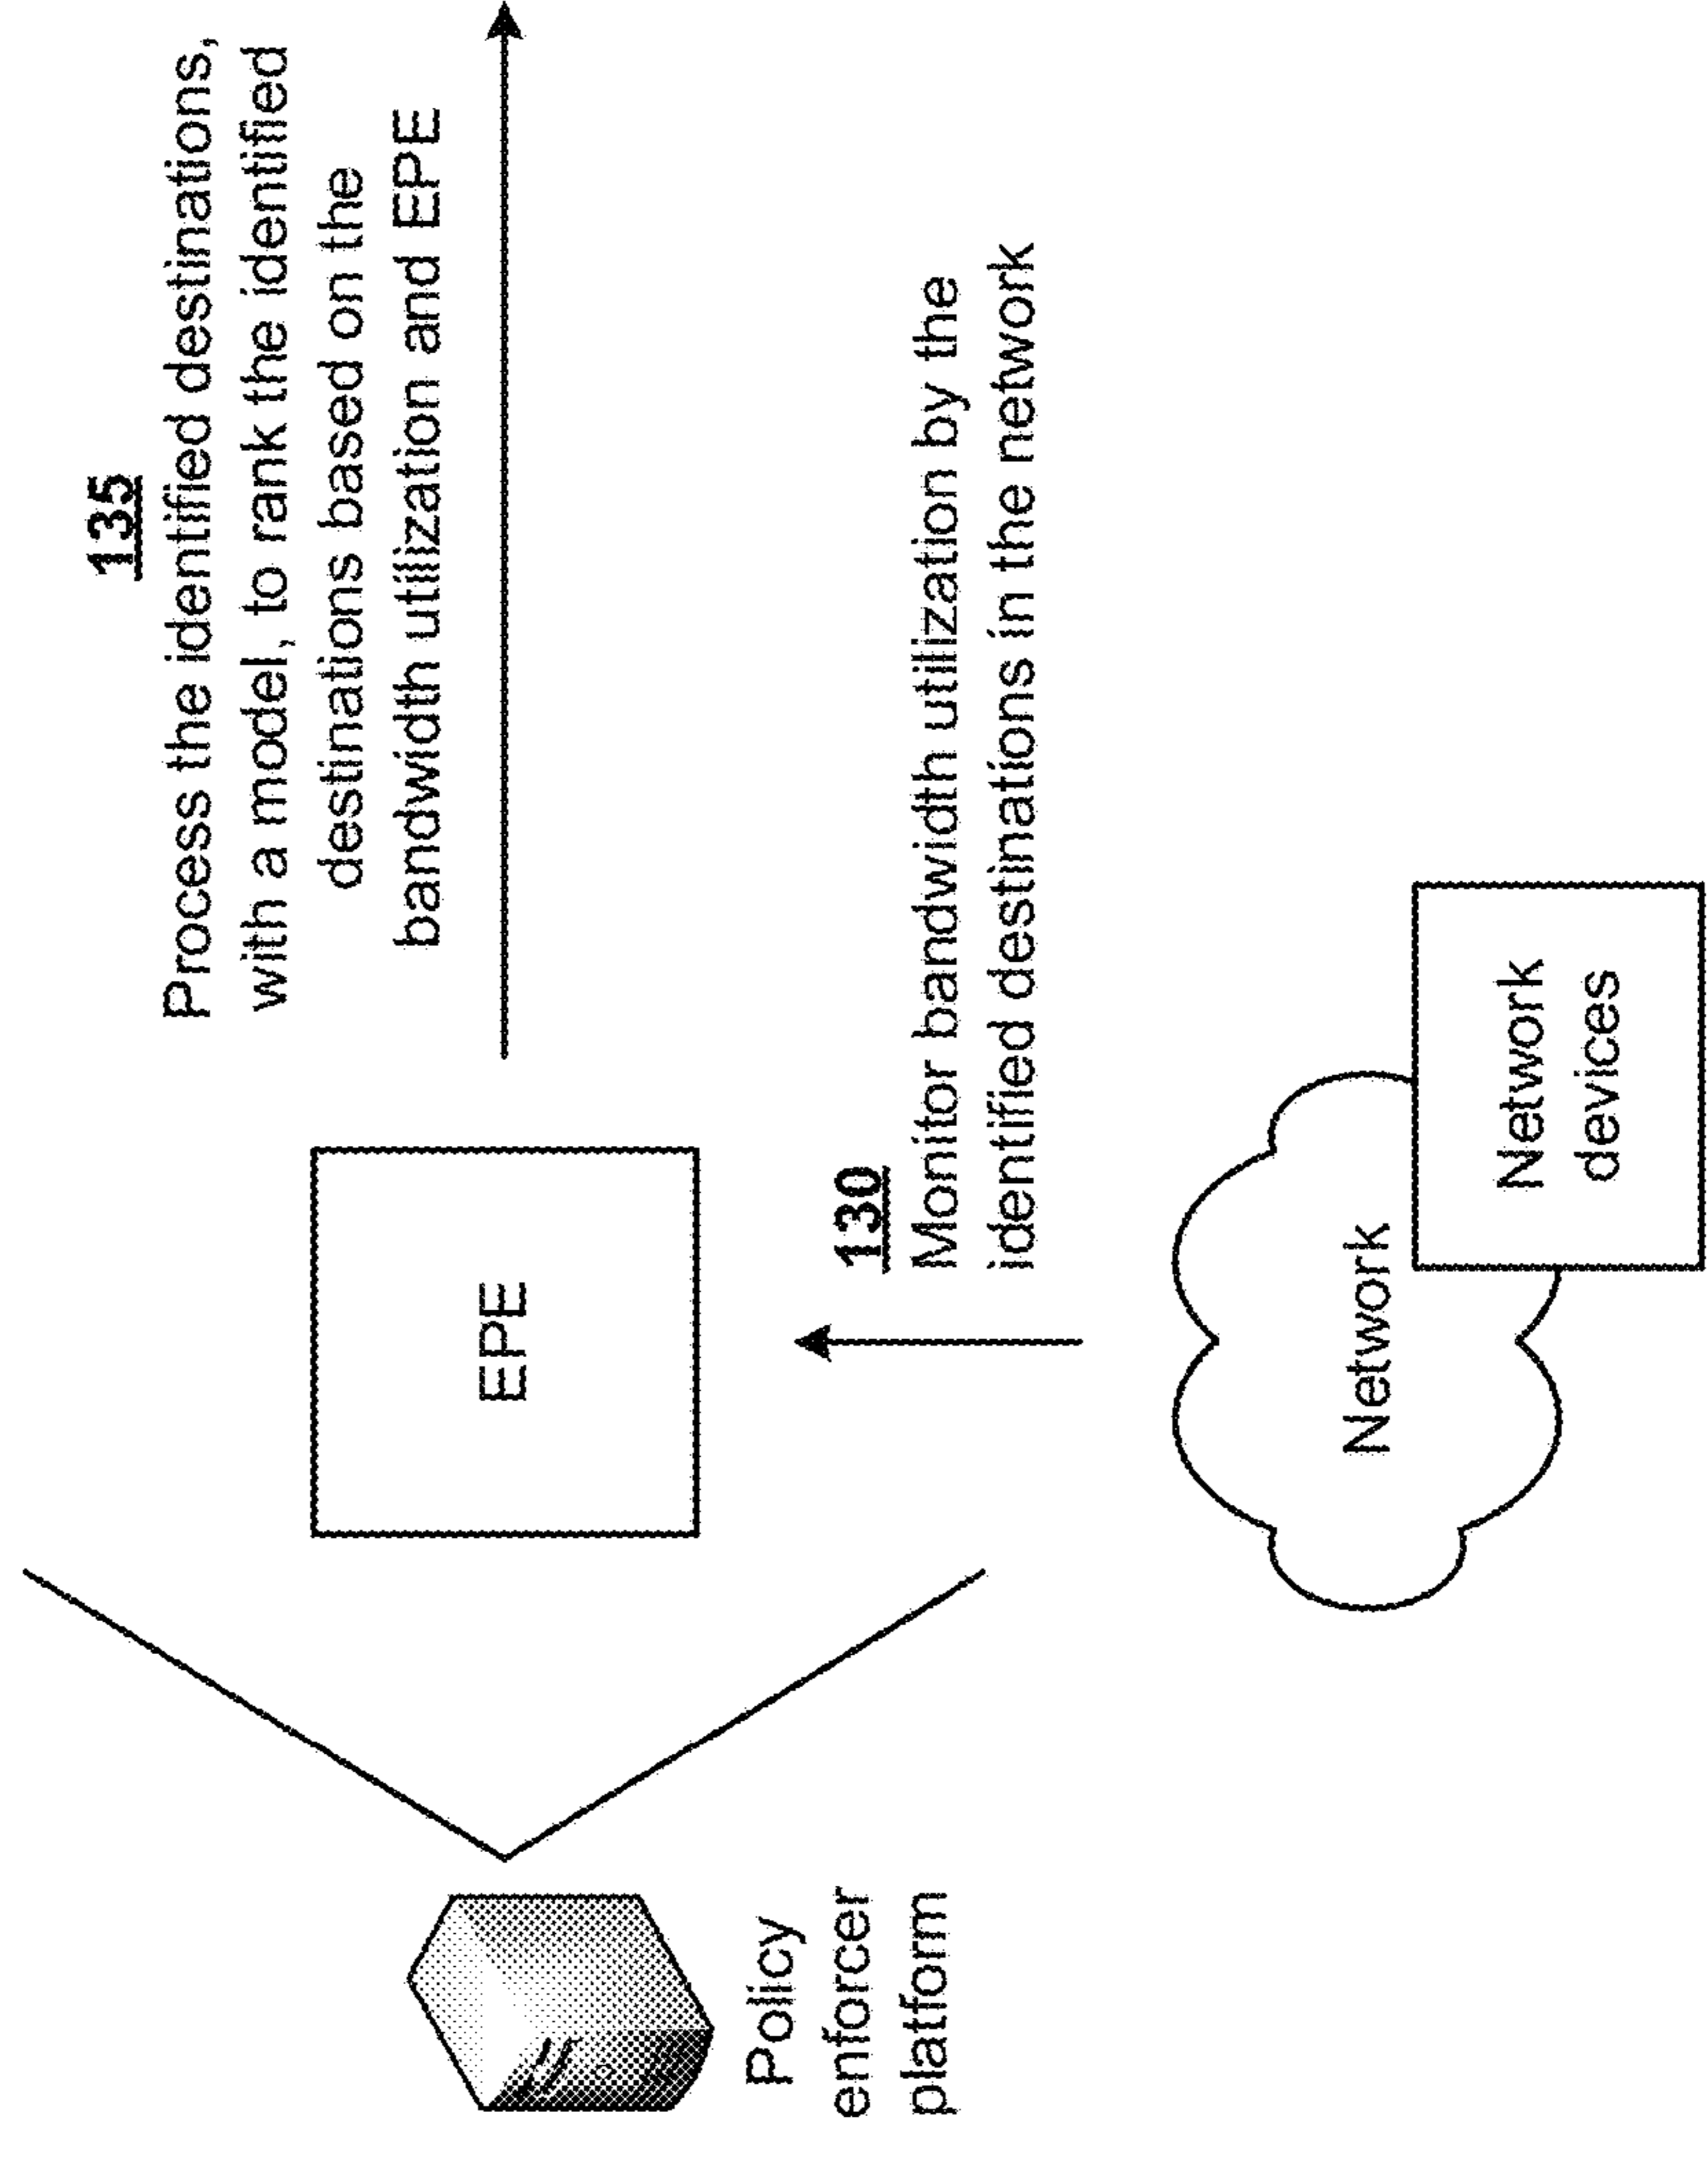 135
Process the identified destinations,
with a model, to rank the identified
destinations based on the
bandwidth utilization and EPE
EPE
130
Monitor bandwidth utilization by the
identified destinations in the network
Policy
enforcer
platform
Network
Network
devices